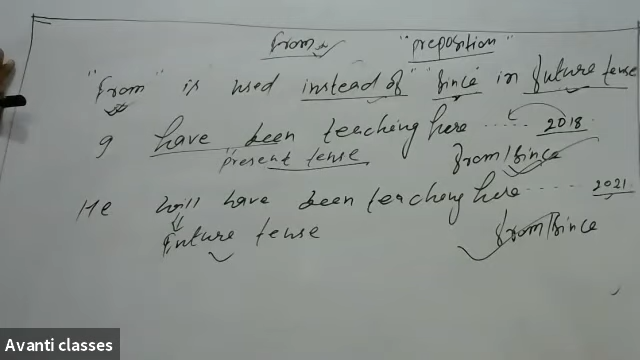 From "preposition"
"From" is used instead of "since" in future tense
I have been teaching here ..... 2018.
present tense from/since
He will have been teaching here ..... 2021.
Future tense from/since
Avanti classes